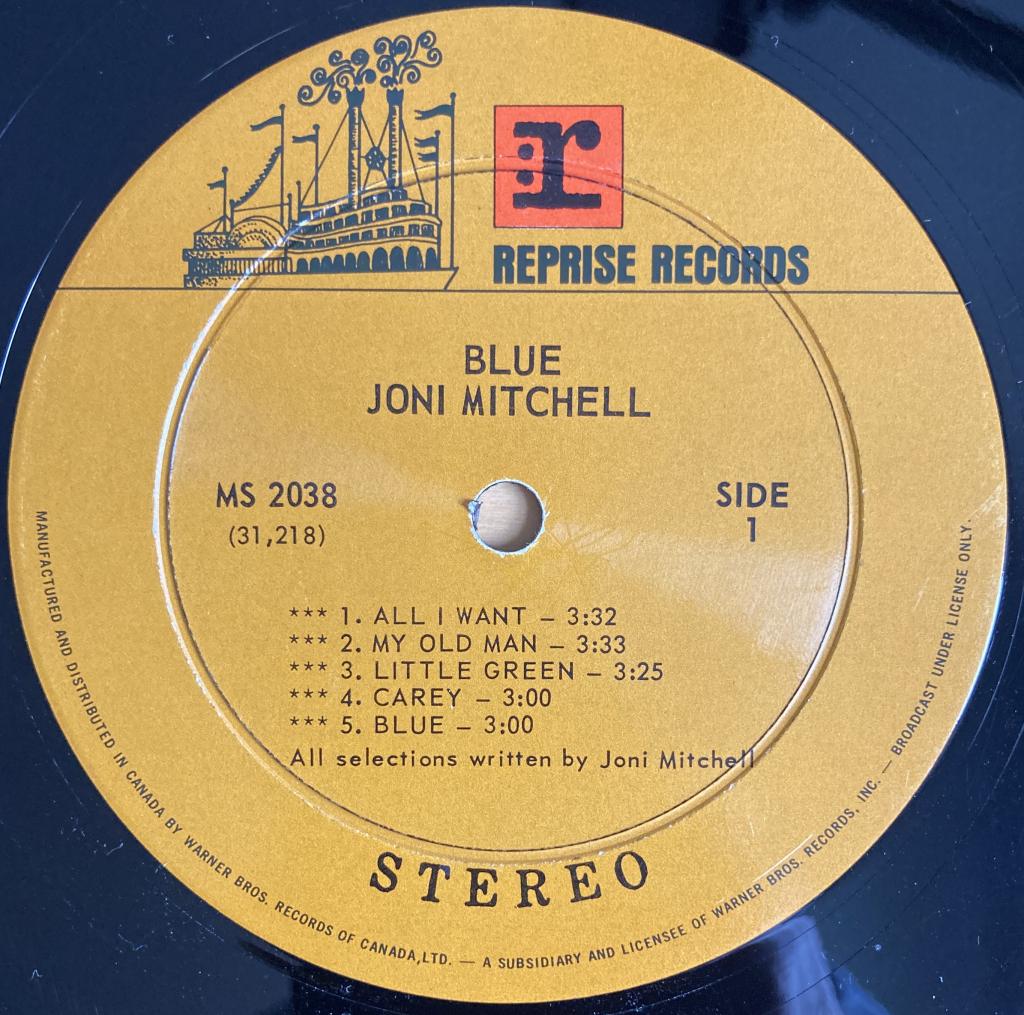 r:
REPRISE RECORDS
BLUE
JONI MITCHELL
MS 2038
(31,218)
SIDE
1
*** 1. ALL I WANT – 3:32
*** 2. MY OLD MAN – 3:33
*** 3. LITTLE GREEN – 3:25
*** 4. CAREY – 3:00
*** 5. BLUE – 3:00
All selections written by Joni Mitchell
STEREO
MANUFACTURED AND DISTRIBUTED IN CANADA BY WARNER BROS. RECORDS OF CANADA, LTD. — A SUBSIDIARY AND LICENSEE OF WARNER BROS. RECORDS, INC. — BROADCAST UNDER LICENSE ONLY.